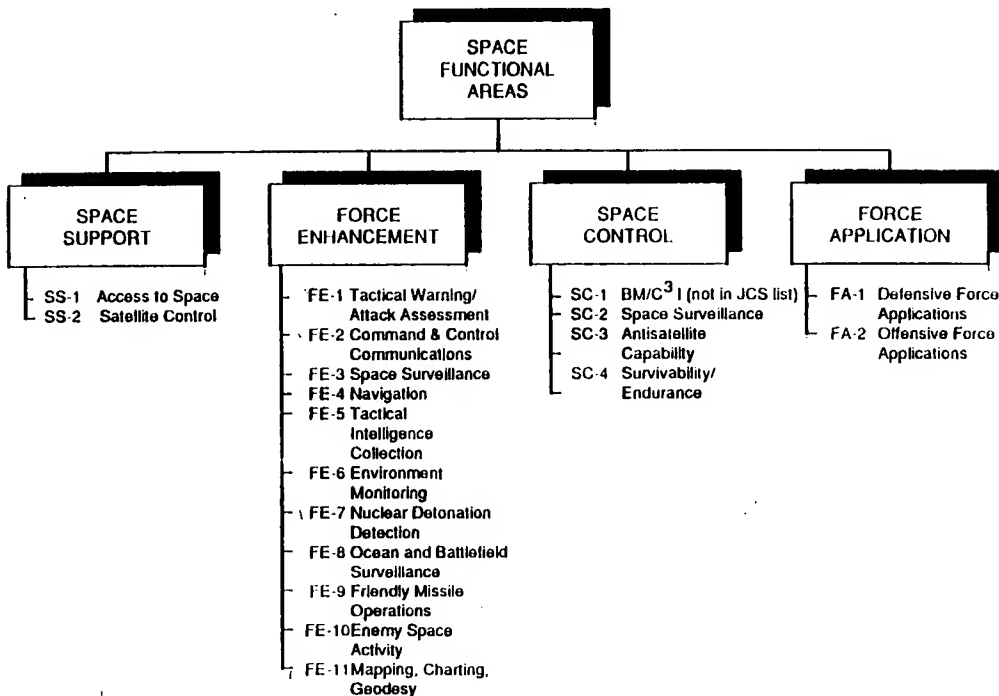 SPACE
FUNCTIONAL
AREAS
SPACE
SUPPORT
SS-1 Access to Space
SS-2 Satellite Control
FORCE
ENHANCEMENT
FE-1 Tactical Warning/
Attack Assessment
FE-2 Command & Control
Communications
FE-3 Space Surveillance
FE-4 Navigation
FE-5 Tactical
Intelligence
Collection
FE-6 Environment
Monitoring
FE-7 Nuclear Detonation
Detection
FE-8 Ocean and Battlefield
Surveillance
FE-9 Friendly Missile
Operations
FE-10 Enemy Space
Activity
FE-11 Mapping, Charting,
Geodesy
SPACE
CONTROL
SC-1 BM/C³ I (not in JCS list)
SC-2 Space Surveillance
SC-3 Antisatellite
Capability
SC-4 Survivability/
Endurance
FORCE
APPLICATION
FA-1 Defensive Force
Applications
FA-2 Offensive Force
Applications